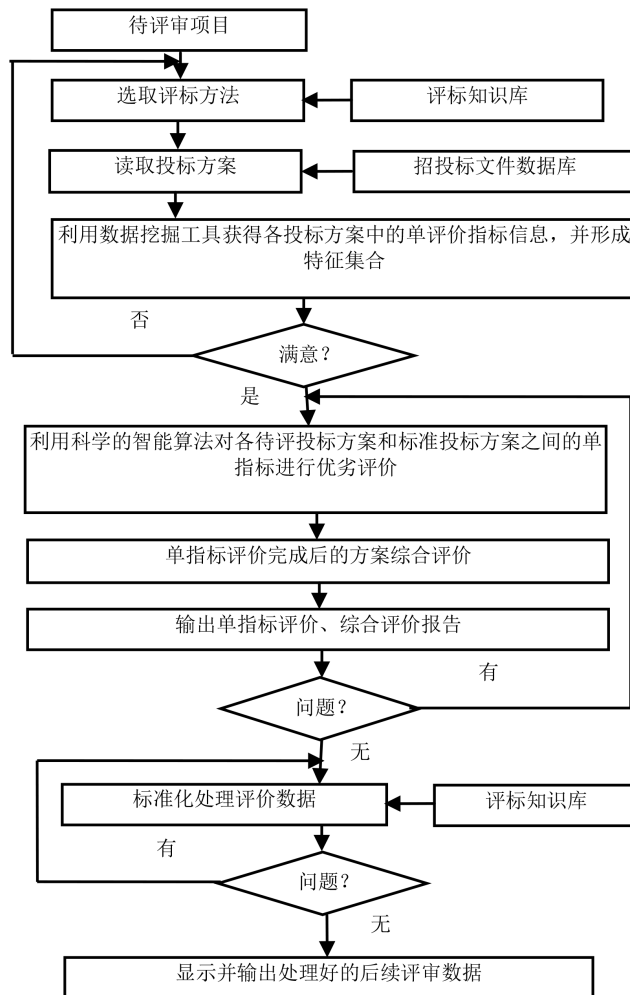 待评审项目
选取评标方法
评标知识库
读取投标方案
招投标文件数据库
利用数据挖掘工具获得各投标方案中的单评价指标信息，并形成
特征集合
否
满意？
是
利用科学的智能算法对各待评投标方案和标准投标方案之间的单
指标进行优劣评价
单指标评价完成后的方案综合评价
输出单指标评价、综合评价报告
有
问题？
无
标准化处理评价数据
评标知识库
有
问题？
无
显示并输出处理好的后续评审数据